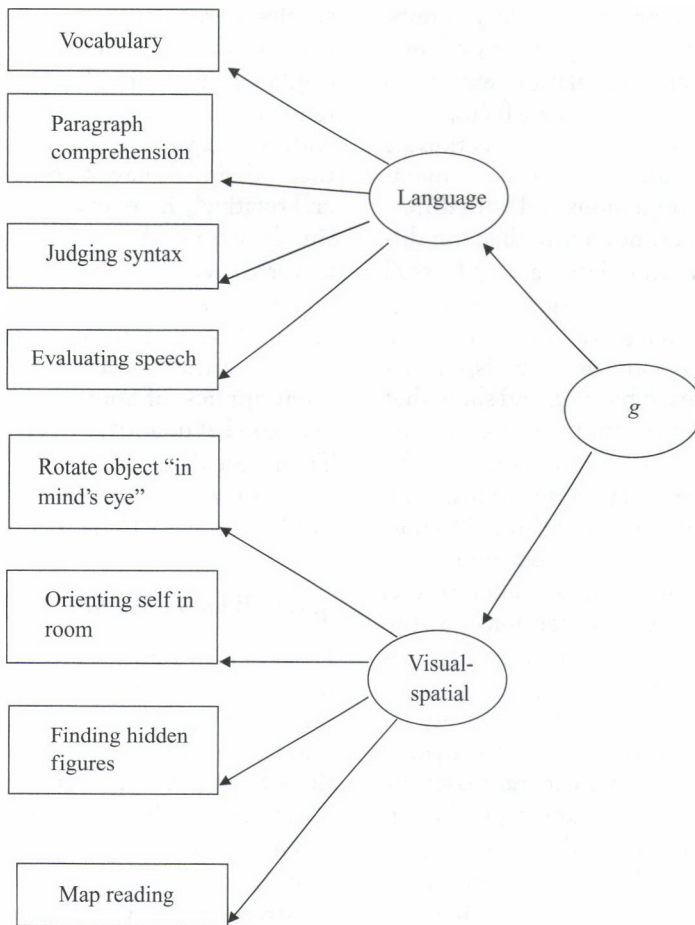 Vocabulary
Paragraph
comprehension
Language
Judging syntax
Evaluating speech
g
Rotate object “in
mind’s eye”
Orienting self in
room
Visual-
spatial
Finding hidden
figures
Map reading